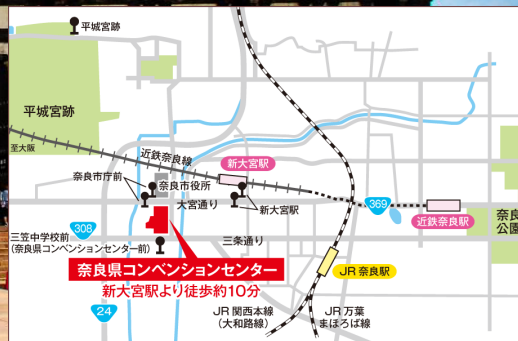 平城宮跡
平城宮跡
至大阪
近鉄奈良線
新大宮駅
奈良市庁前
奈良市役所
大宮通り
新大宮駅
369
近鉄奈良駅
奈良
公園
308
三笠中学校前
(奈良県コンベンションセンター前)
三条通り
奈良県コンベンションセンター
新大宮駅より徒歩約10分
JR 奈良駅
24
JR 関西本線
(大和路線)
JR 万葉
まほろば線